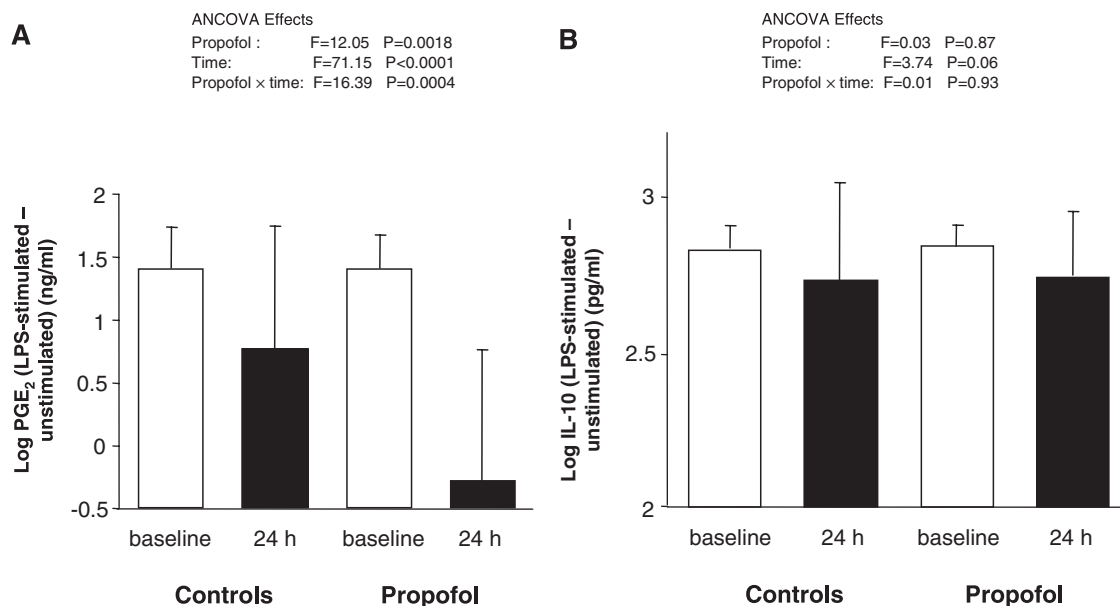 A
ANCOVA Effects
Propofol : F=12.05 P=0.0018
Time: F=71.15 P<0.0001
Propofol × time: F=16.39 P=0.0004
Log PGE2 (LPS-stimulated –
unstimulated) (ng/ml)
2
1.5
1
0.5
0
-0.5
baseline 24 h baseline 24 h
Controls Propofol
B
ANCOVA Effects
Propofol : F=0.03 P=0.87
Time: F=3.74 P=0.06
Propofol × time: F=0.01 P=0.93
Log IL-10 (LPS-stimulated –
unstimulated) (pg/ml)
3
2.5
2
baseline 24 h baseline 24 h
Controls Propofol